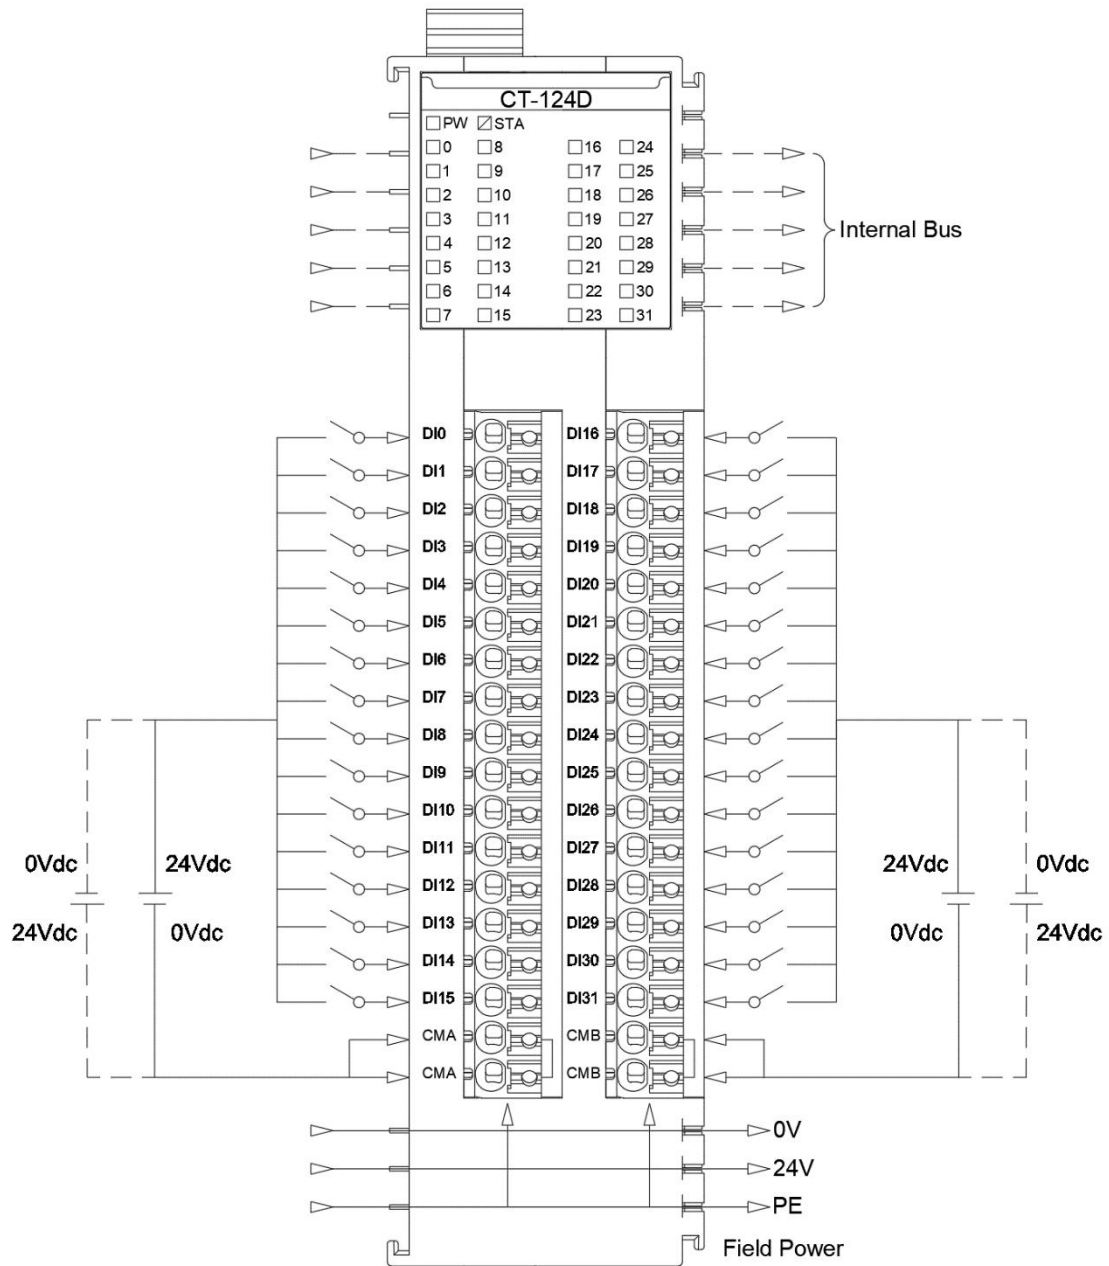 CT-124D
PW STA
0 8 16 24
1 9 17 25
2 10 18 26
3 11 19 27
4 12 20 28
5 13 21 29
6 14 22 30
7 15 23 31
Internal Bus
DI0 DI16
DI1 DI17
DI2 DI18
DI3 DI19
DI4 DI20
DI5 DI21
DI6 DI22
DI7 DI23
DI8 DI24
DI9 DI25
DI10 DI26
DI11 DI27
0Vdc 24Vdc 24Vdc 0Vdc
DI12 DI28
24Vdc 0Vdc DI13 DI29 0Vdc 24Vdc
DI14 DI30
DI15 DI31
CMA CMB
CMA CMB
0V
24V
PE
Field Power